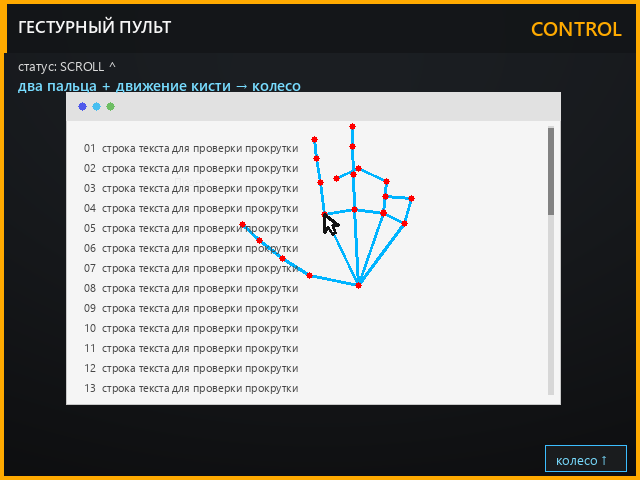 ГЕСТУРНЫЙ ПУЛЬТ
CONTROL
статус: SCROLL ^
два пальца + движение кисти → колесо
01 строка текста для проверки прокрутки
02 строка текста для проверки прокрутки
03 строка текста для проверки прокрутки
04 строка текста для проверки прокрутки
05 строка текста для проверки прокрутки
06 строка текста для проверки прокрутки
07 строка текста для проверки прокрутки
08 строка текста для проверки прокрутки
09 строка текста для проверки прокрутки
10 строка текста для проверки прокрутки
11 строка текста для проверки прокрутки
12 строка текста для проверки прокрутки
13 строка текста для проверки прокрутки
колесо ↑